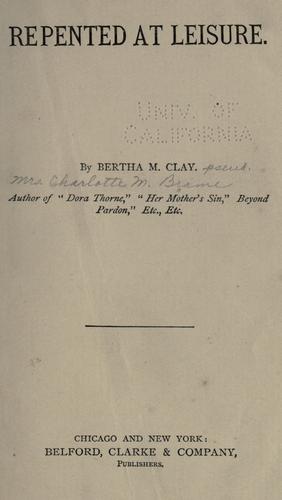 REPENTED AT LEISURE.
UNIV. OF
CALIFORNIA
By BERTHA M. CLAY. pseud.
Mrs Charlotte M. Brame
Author of "Dora Thorne," "Her Mother's Sin," Beyond
Pardon," Etc., Etc.
CHICAGO AND NEW YORK:
BELFORD, CLARKE & COMPANY,
PUBLISHERS.